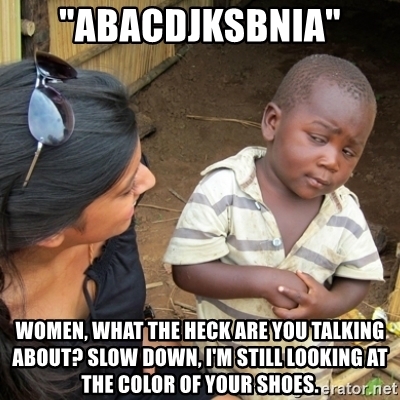 "ABACDJKSBNIA"
WOMEN, WHAT THE HECK ARE YOU TALKING
ABOUT? SLOW DOWN, I'M STILL LOOKING AT
THE COLOR OF YOUR SHOES.
erator.net